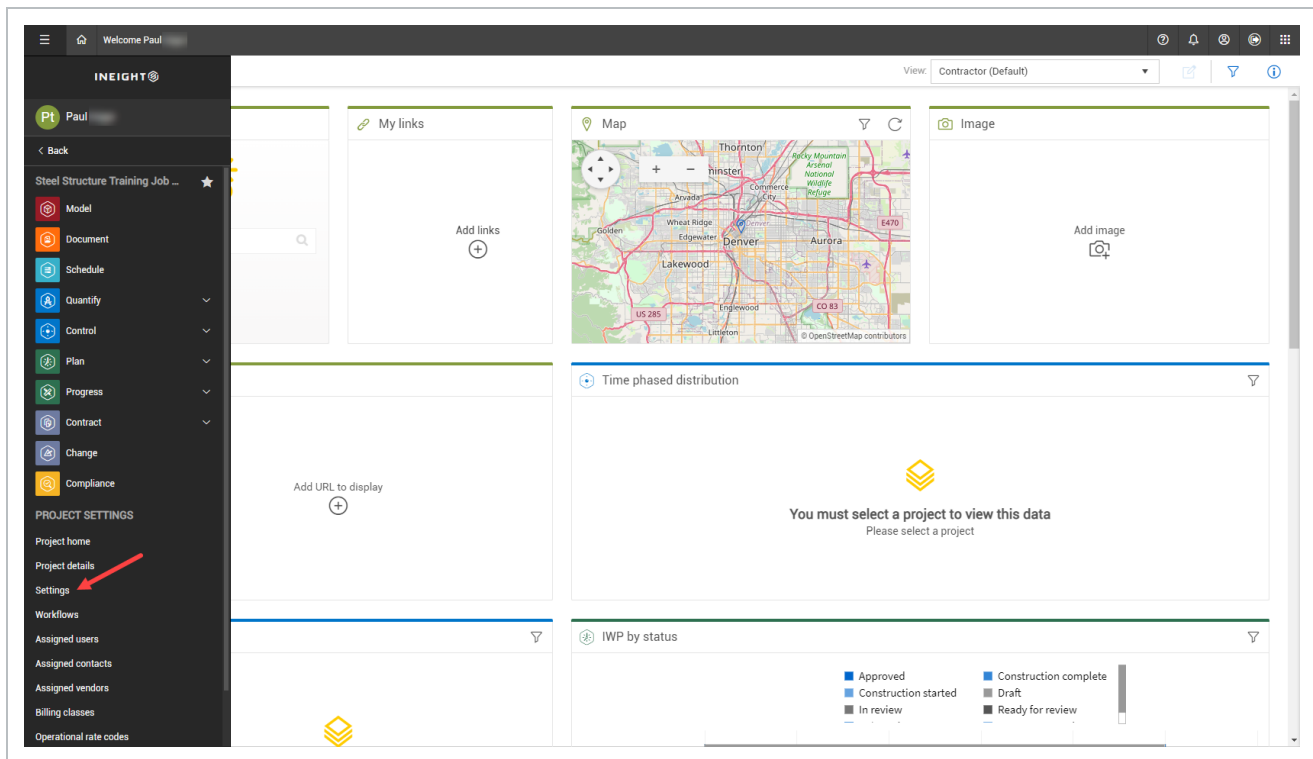 Welcome Paul
INEIGHT
View: Contractor (Default)
Pt Paul
< Back
Steel Structure Training Job ...
Model
Document
Schedule
Quantify
Control
Plan
Progress
Contract
Change
Compliance
PROJECT SETTINGS
Project home
Project details
Settings
Workflows
Assigned users
Assigned contacts
Assigned vendors
Billing classes
Operational rate codes
My links
Add links
Map
+ −
Thornton
Rocky Mountain
Arsenal
National
Wildlife
Refuge
minster
Commerce
City
Arvada
Wheat Ridge
Denver
E470
Golden
Edgewater
Denver
Aurora
Lakewood
Englewood
CO 83
US 285
Littleton
© OpenStreetMap contributors
Image
Add image
Add URL to display
Time phased distribution
You must select a project to view this data
Please select a project
IWP by status
Approved
Construction complete
Construction started
Draft
In review
Ready for review